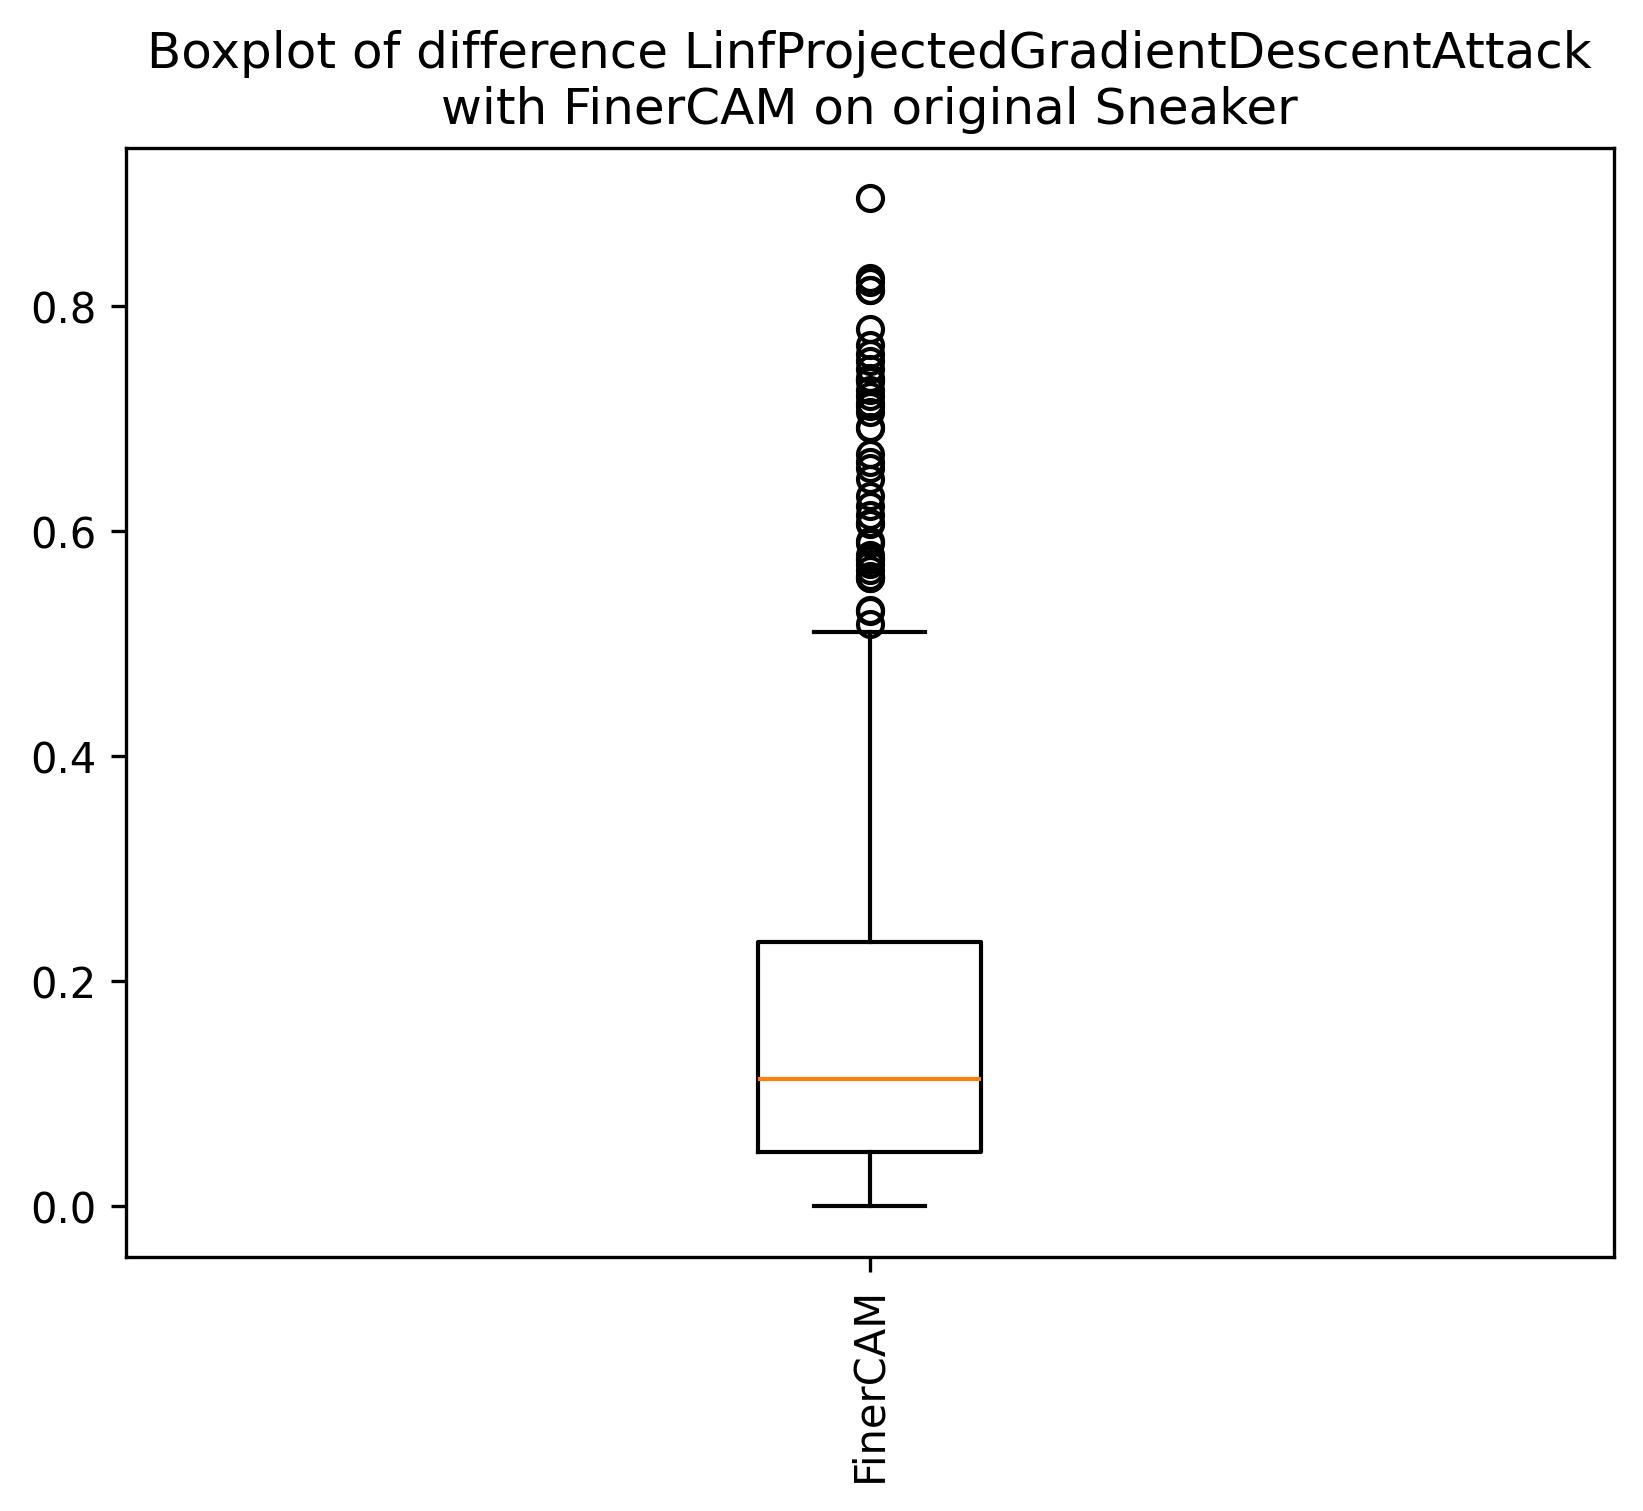 Boxplot of difference LinfProjectedGradientDescentAttack
with FinerCAM on original Sneaker
0.8
0.6
0.4
0.2
0.0
FinerCAM